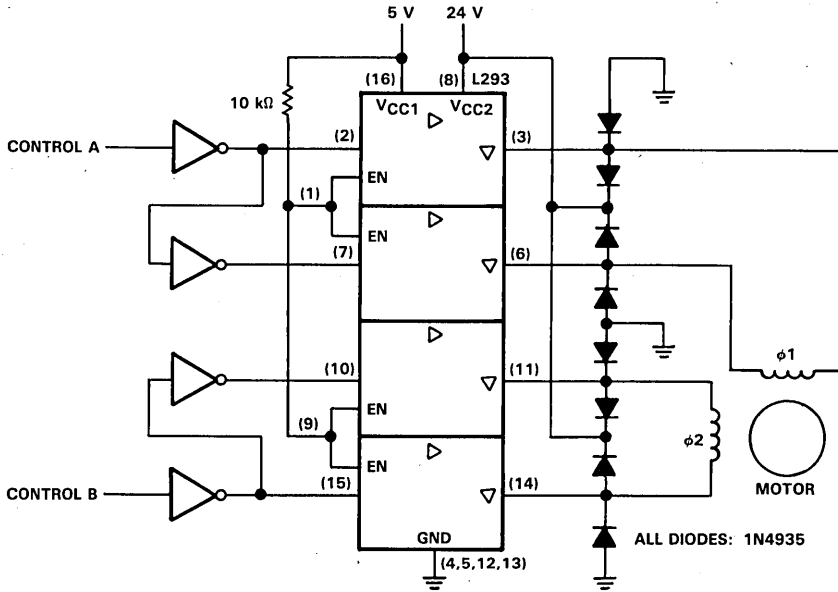 5 V 24 V
(16) (8) L293
10 kΩ
VCC1 VCC2
CONTROL A
(2) (3)
EN
(1)
EN
(7) (6)
φ1
(10) (11)
EN
(9)
φ2
EN
CONTROL B
(15) (14)
MOTOR
GND
ALL DIODES: 1N4935
(4,5,12,13)